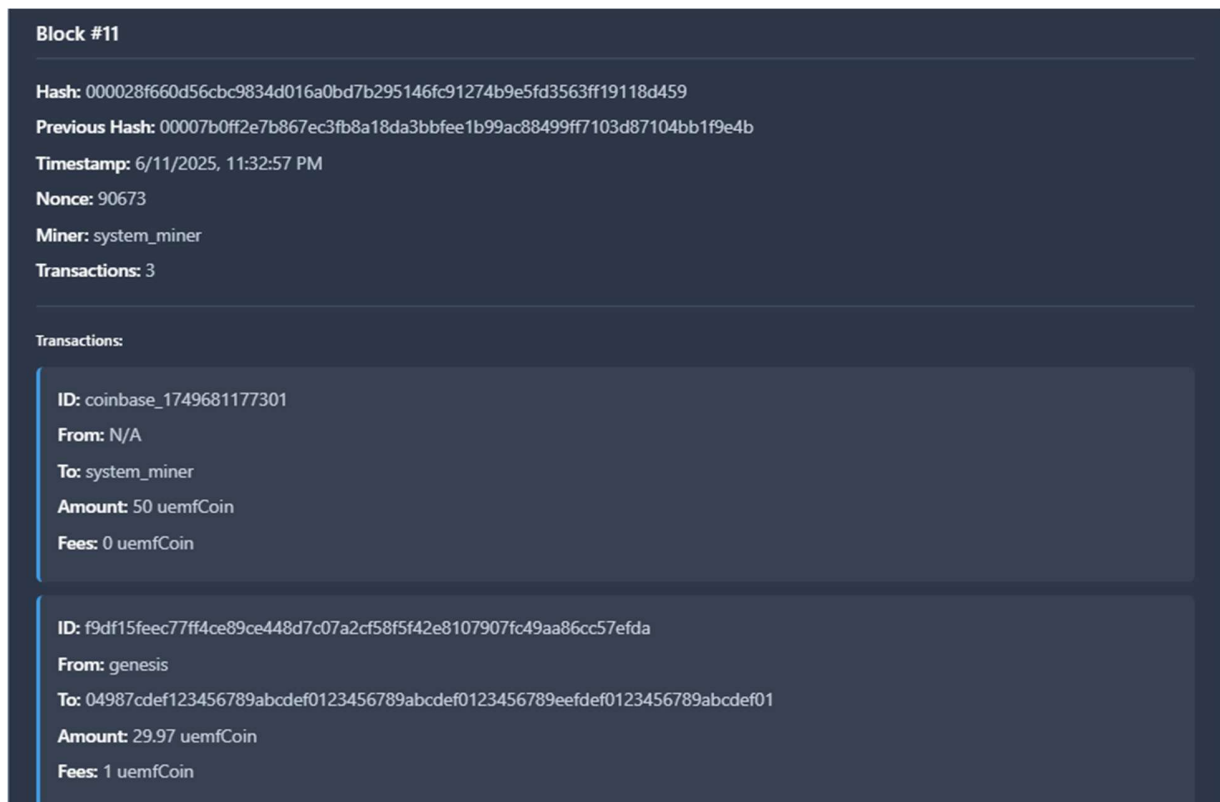 Block #11
Hash: 000028f660d56cbc9834d016a0bd7b295146fc91274b9e5fd3563ff19118d459
Previous Hash: 00007b0ff2e7b867ec3fb8a18da3bbfee1b99ac88499ff7103d87104bb1f9e4b
Timestamp: 6/11/2025, 11:32:57 PM
Nonce: 90673
Miner: system_miner
Transactions: 3
Transactions:
ID: coinbase_1749681177301
From: N/A
To: system_miner
Amount: 50 uemfCoin
Fees: 0 uemfCoin
ID: f9df15feec77ff4ce89ce448d7c07a2cf58f5f42e8107907fc49aa86cc57efda
From: genesis
To: 04987cdef123456789abcdef0123456789abcdef0123456789eefdef0123456789abcdef01
Amount: 29.97 uemfCoin
Fees: 1 uemfCoin